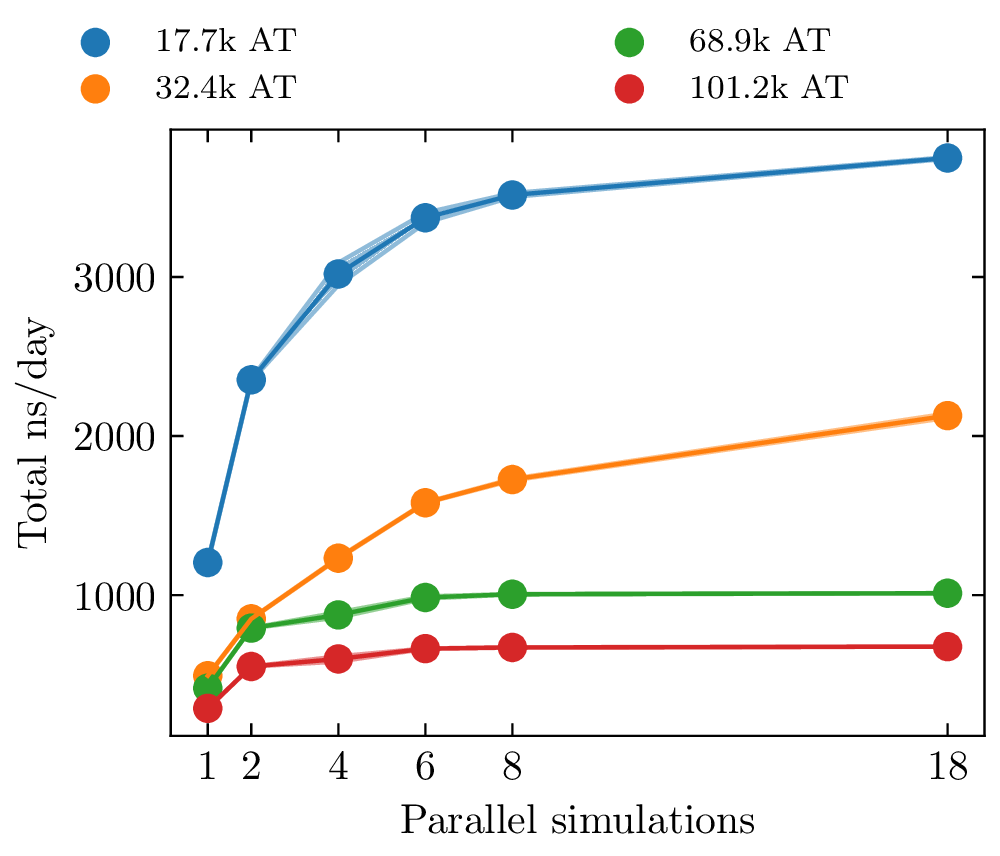 17.7k AT
32.4k AT
68.9k AT
101.2k AT
Total ns/day
3000
2000
1000
1 2 4 6 8 18
Parallel simulations